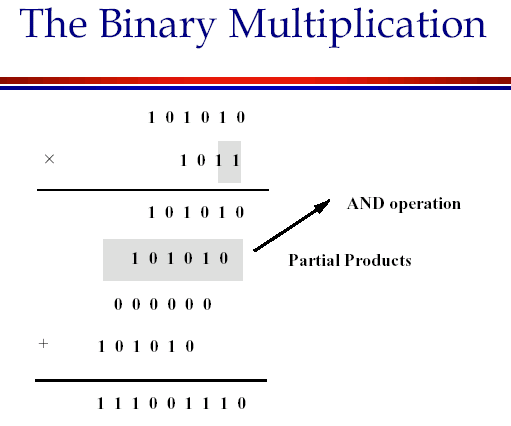 The Binary Multiplication
1 0 1 0 1 0
× 1 0 1 1
1 0 1 0 1 0
AND operation
1 0 1 0 1 0
Partial Products
0 0 0 0 0 0
+ 1 0 1 0 1 0
1 1 1 0 0 1 1 1 0